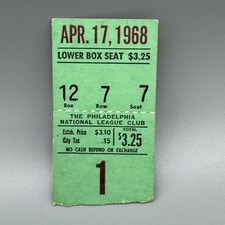 APR. 17, 1968
LOWER BOX SEAT $3.25
12 7 7
Box Row Seat
THE PHILADELPHIA
NATIONAL LEAGUE CLUB
Estab. Price $3.10 TOTAL
City Tax .15 $3.25
NO CASH REFUND OR EXCHANGE
1